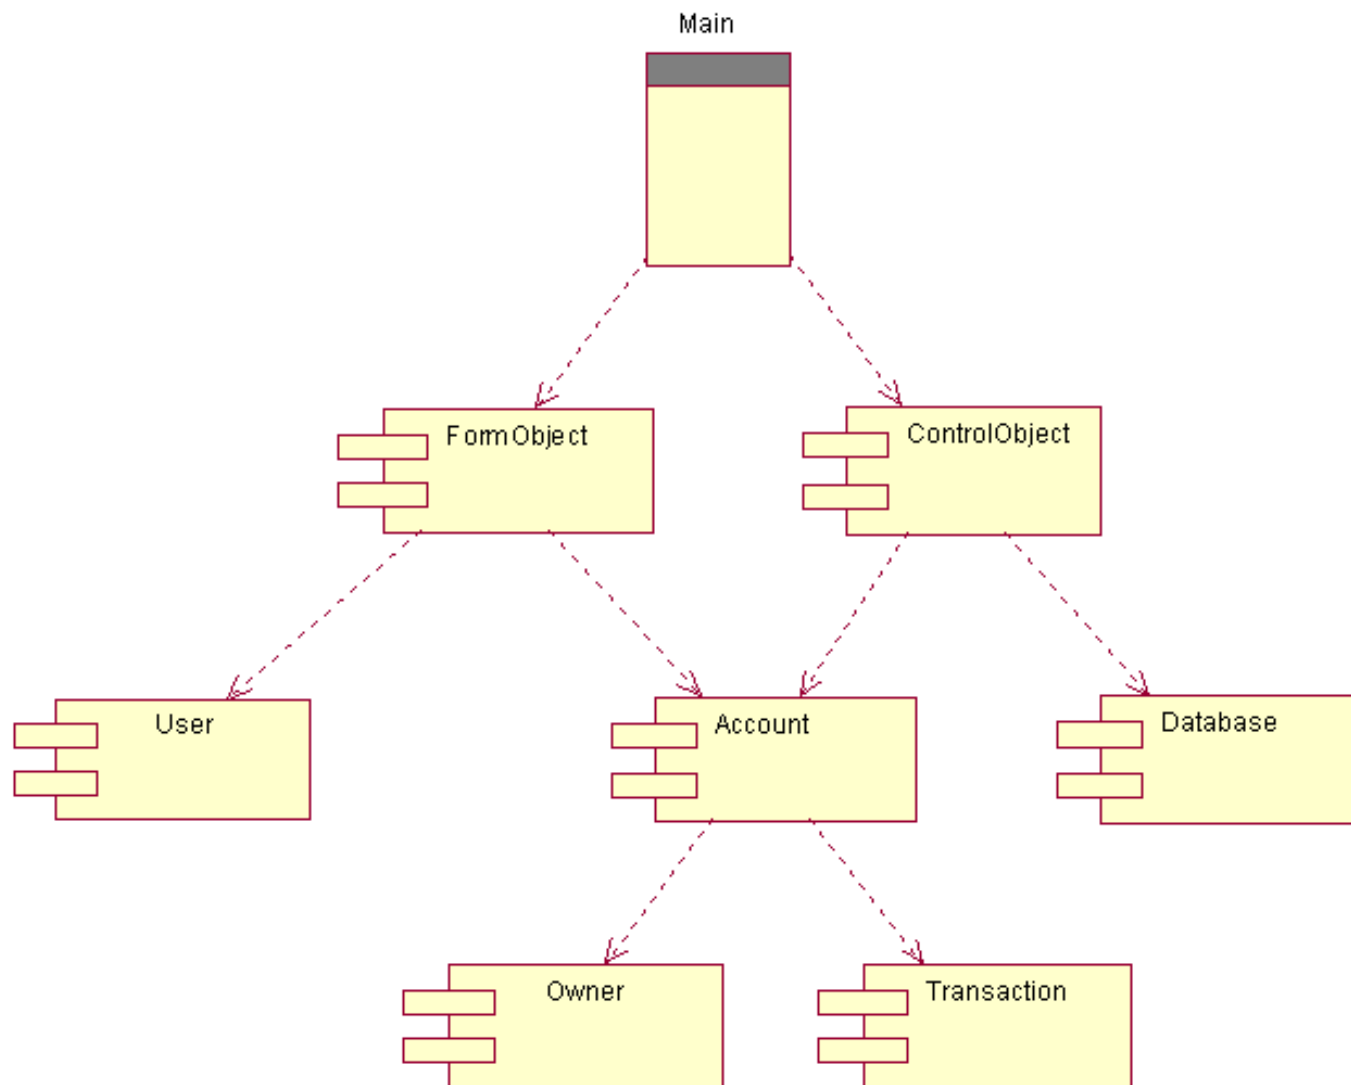 Main
FormObject
ControlObject
User
Account
Database
Owner
Transaction